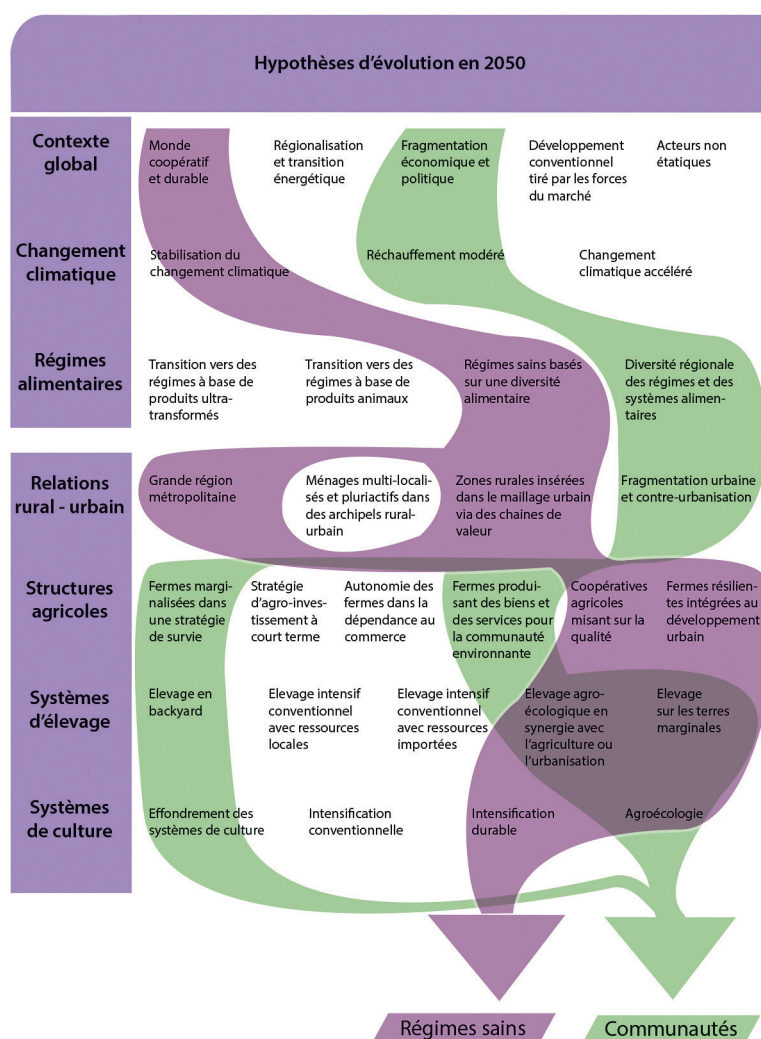 Hypothèses d’évolution en 2050
Contexte
global
Monde
coopératif
et durable
Régionalisation
et transition
énergétique
Fragmentation
économique et
politique
Développement
conventionnel
tiré par les forces
du marché
Acteurs non
étatiques
Changement
climatique
Stabilisation du
changement climatique
Réchauffement modéré
Changement
climatique accéléré
Régimes
alimentaires
Transition vers des
régimes à base de
produits ultra-
transformés
Transition vers des
régimes à base de
produits animaux
Régimes sains basés
sur une diversité
alimentaire
Diversité régionale
des régimes et des
systèmes alimen-
taires
Relations
rural - urbain
Grande région
métropolitaine
Ménages multi-locali-
sés et pluriactifs dans
des archipels rural-
urbain
Zones rurales insérées
dans le maillage urbain
via des chaines de
valeur
Fragmentation urbaine
et contre-urbanisation
Structures
agricoles
Fermes margi-
nalisées dans
une stratégie
de survie
Stratégie
d’agro-inves-
tissement à
court terme
Autonomie des
fermes dans la
dépendance au
commerce
Fermes produi-
sant des biens et
des services pour
la communauté
environnante
Coopératives
agricoles
misant sur la
qualité
Fermes résilien-
tes intégrées au
développement
urbain
Systèmes
d’élevage
Elevage en
backyard
Elevage intensif
conventionnel
avec ressources
locales
Elevage intensif
conventionnel
avec ressources
importées
Elevage agro-
écologique en
synergie avec
l’agriculture ou
l’urbanisation
Elevage
sur les terres
marginales
Systèmes
de culture
Effondrement des
systèmes de culture
Intensification
conventionnelle
Intensification
durable
Agroécologie
Régimes sains
Communautés